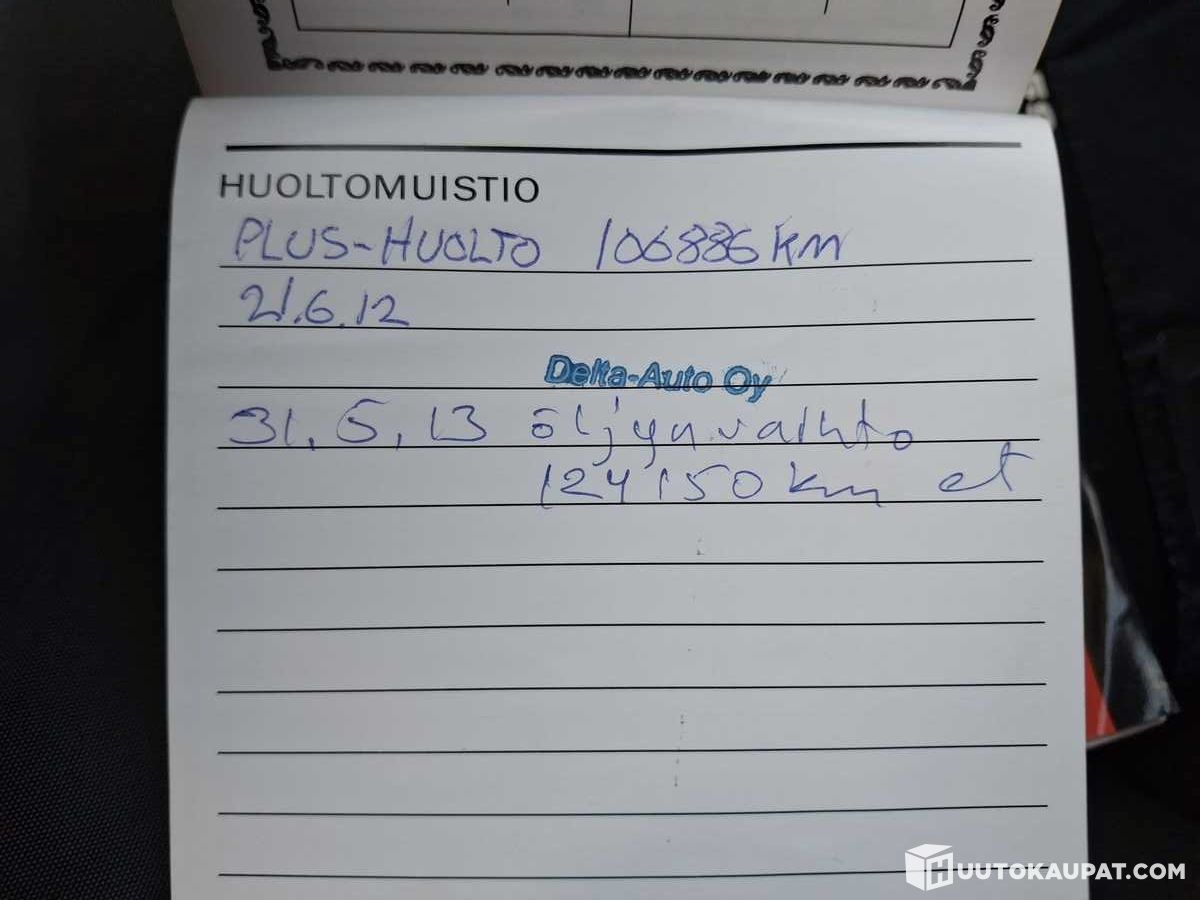 HUOLTOMUISTIO
PLUS-HUOLTO 106886 km
21.6.12
Delta-Auto Oy
31.5.13 öljynvaihto
124150 km et
HUUTOKAUPAT.COM